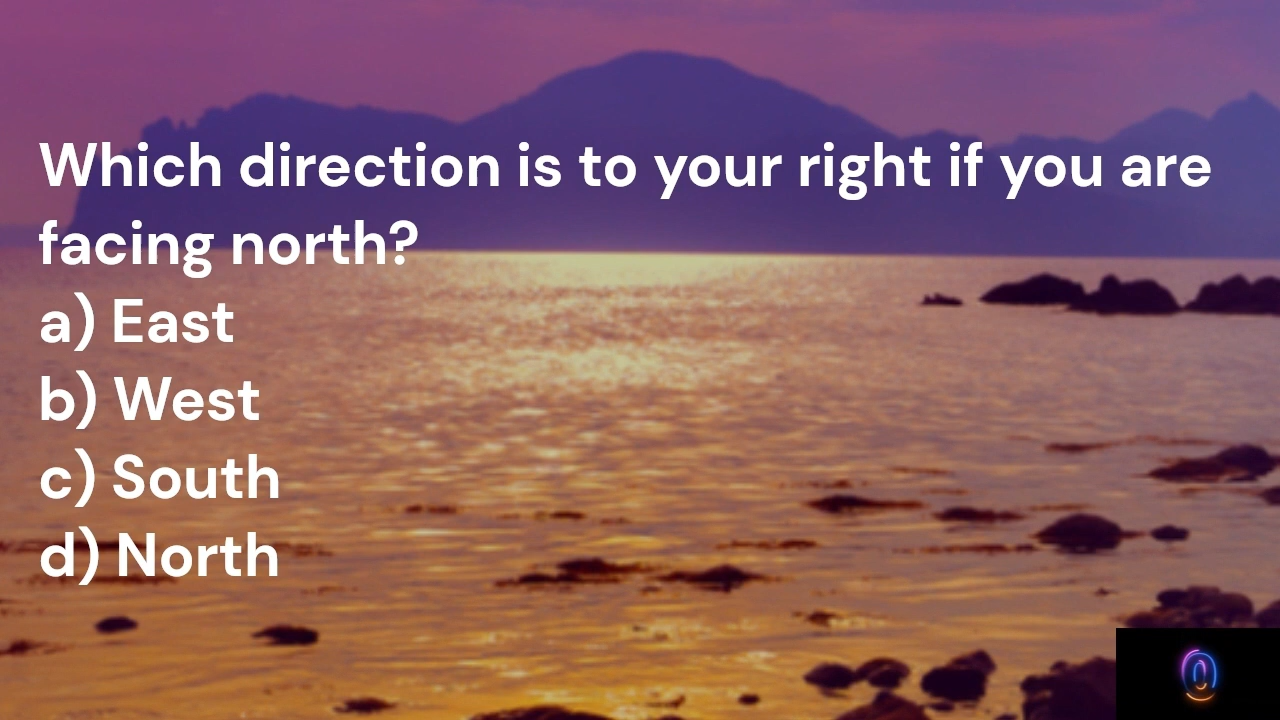 Which direction is to your right if you are
facing north?
a) East
b) West
c) South
d) North